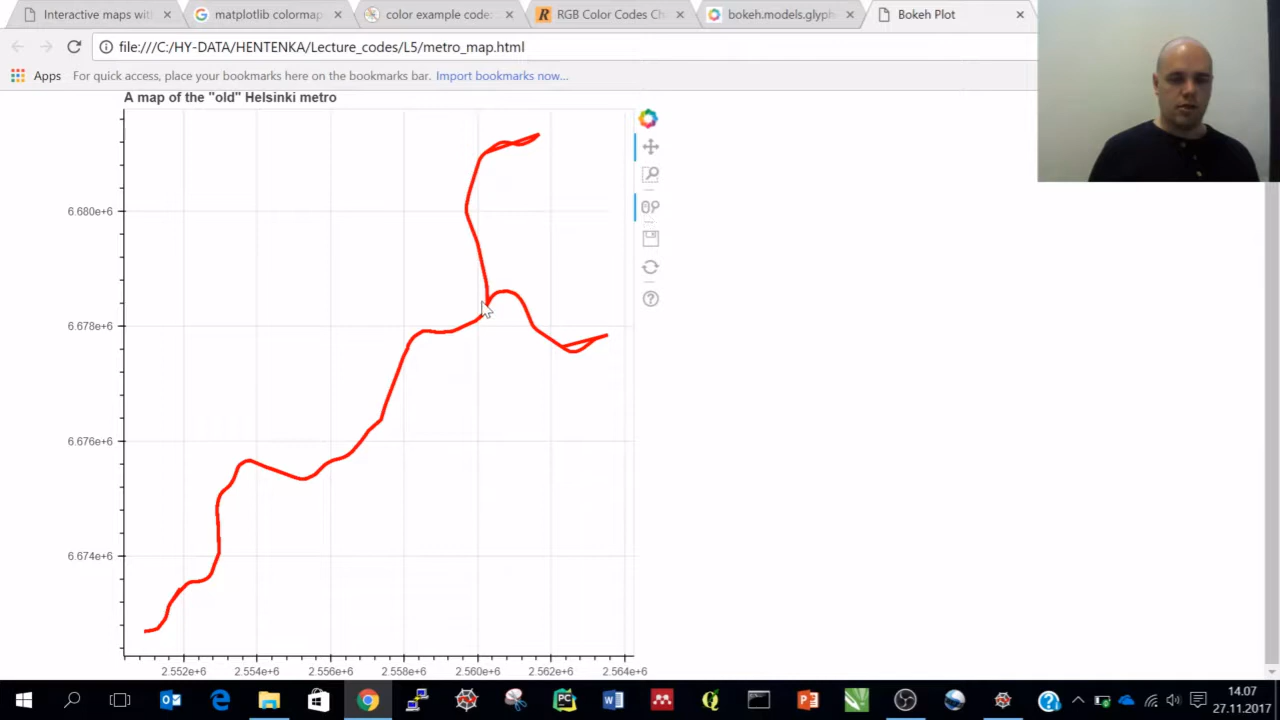 Interactive maps with
matplotlib colormap
color example code:
RGB Color Codes Ch
bokeh.models.glyph
Bokeh Plot
file:///C:/HY-DATA/HENTENKA/Lecture_codes/L5/metro_map.html
Apps
For quick access, place your bookmarks here on the bookmarks bar. Import bookmarks now...
A map of the "old" Helsinki metro
6.680e+6
6.678e+6
6.676e+6
6.674e+6
2.552e+6 2.554e+6 2.556e+6 2.558e+6 2.560e+6 2.562e+6 2.564e+6
14.07
27.11.2017